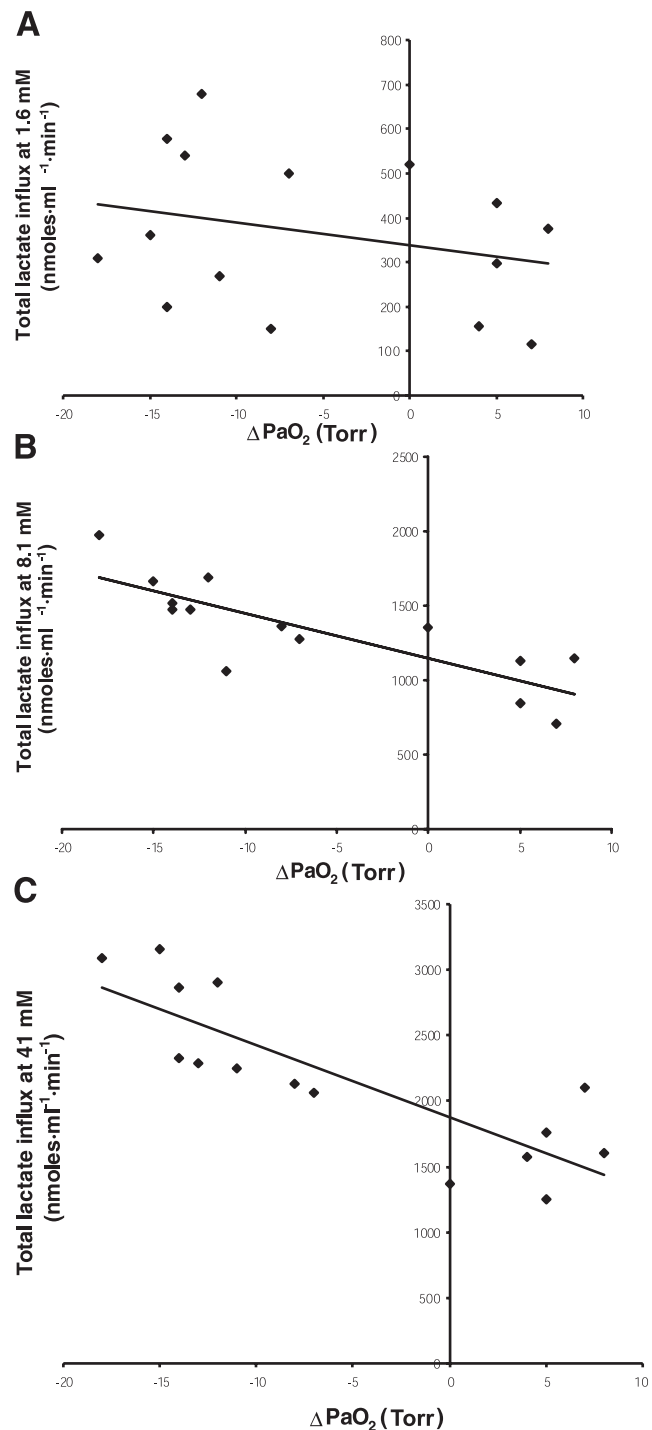 A
Total lactate influx at 1.6 mM
(nmoles·ml ⁻¹·min⁻¹)
800
700
600
500
400
300
200
100
0
-20 -15 -10 -5 0 5 10
ΔPaO₂ (Torr)
B
Total lactate influx at 8.1 mM
(nmoles·ml ⁻¹·min⁻¹)
2500
2000
1500
1000
500
0
-20 -15 -10 -5 0 5 10
ΔPaO₂ (Torr)
C
Total lactate influx at 41 mM
(nmoles·ml⁻¹·min⁻¹)
3500
3000
2500
2000
1500
1000
500
0
-20 -15 -10 -5 0 5 10
ΔPaO₂ (Torr)